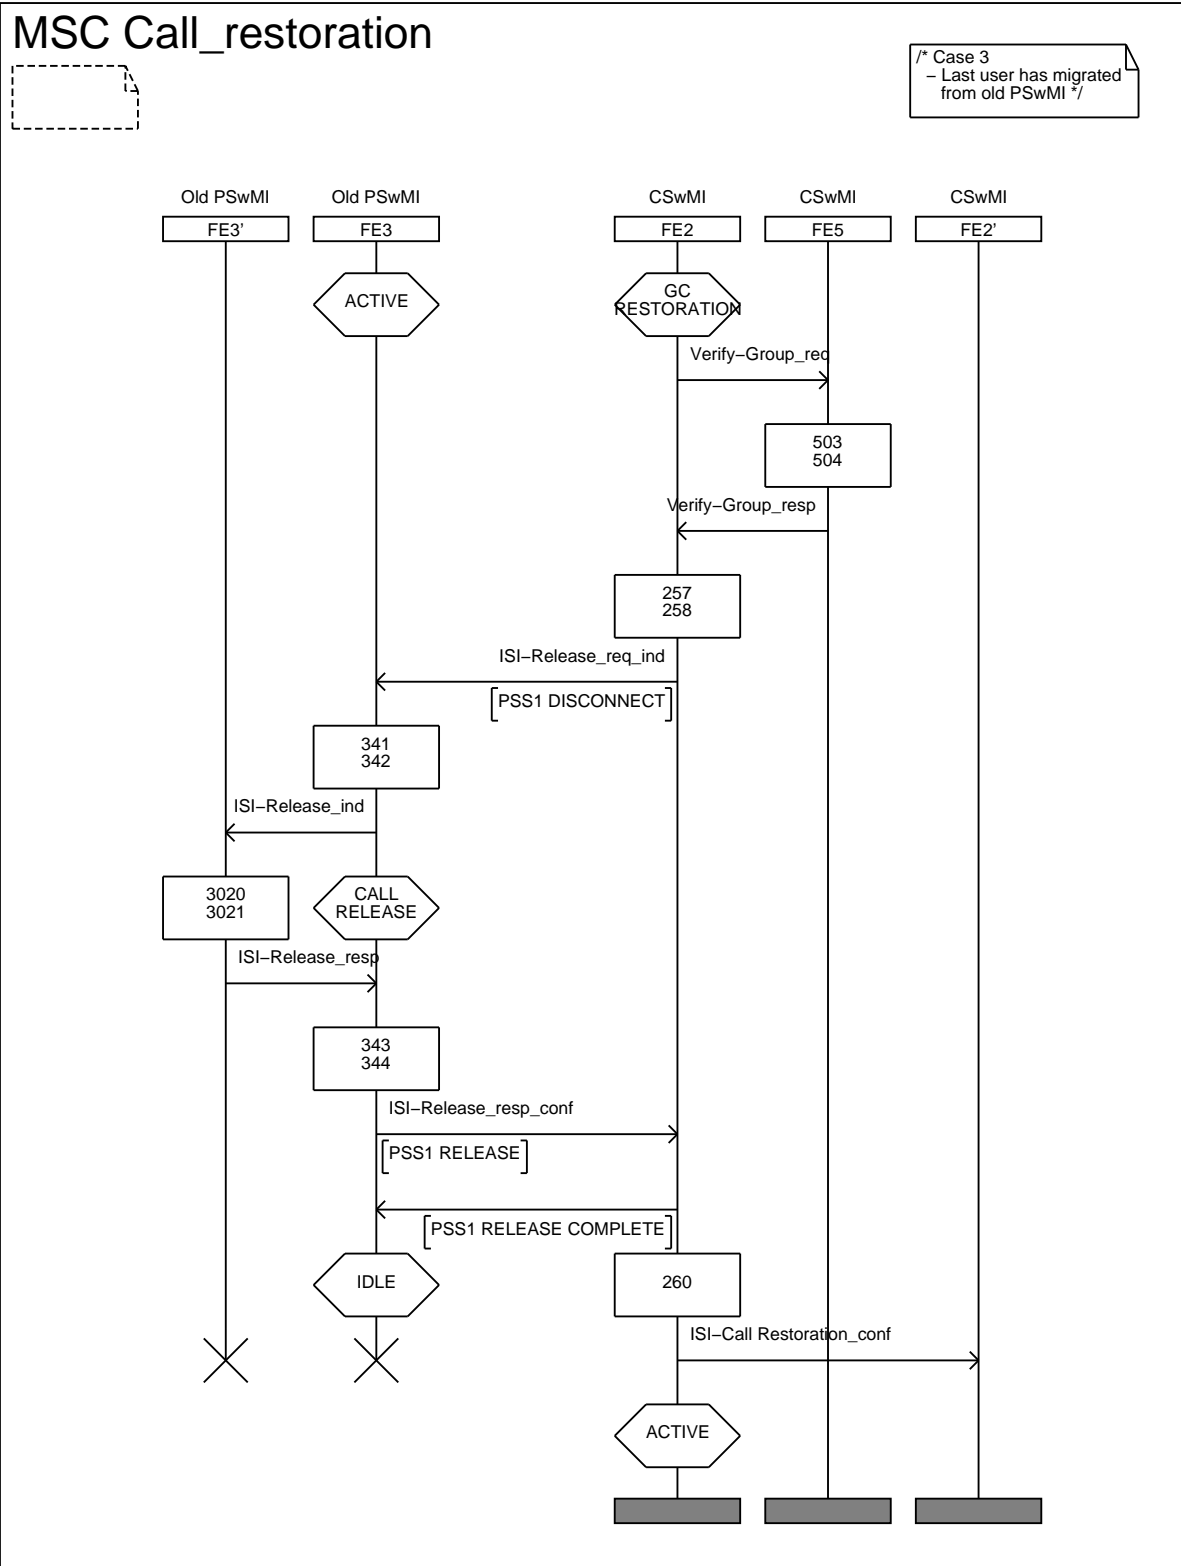 MSC Call_restoration
/* Case 3
– Last user has migrated
from old PSwMI */
Old PSwMI
Old PSwMI
CSwMI
CSwMI
CSwMI
FE3'
FE3
FE2
FE5
FE2'
ACTIVE
GC
RESTORATION
Verify–Group_req
503
504
Verify–Group_resp
257
258
ISI–Release_req_ind
PSS1 DISCONNECT
341
342
ISI–Release_ind
3020
3021
CALL
RELEASE
ISI–Release_resp
343
344
ISI–Release_resp_conf
PSS1 RELEASE
PSS1 RELEASE COMPLETE
IDLE
260
ISI–Call Restoration_conf
ACTIVE